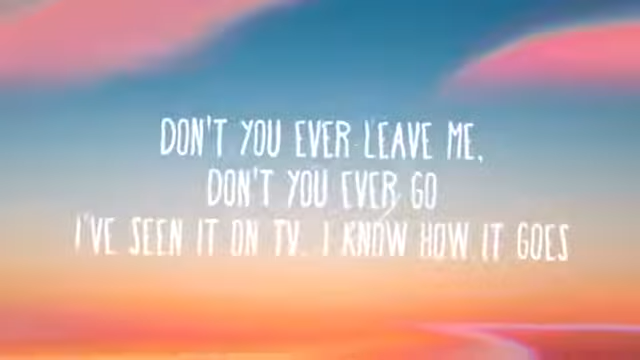 DON'T YOU EVER LEAVE ME,
DON'T YOU EVER GO
I'VE SEEN IT ON TV. I KNOW HOW IT GOES